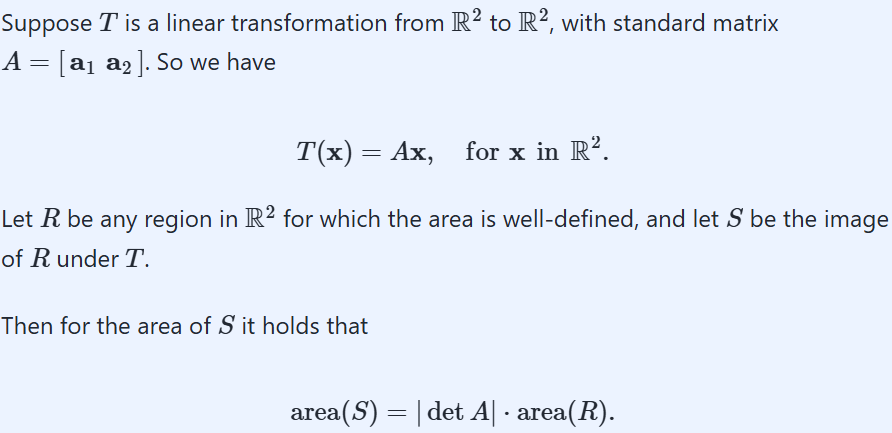 Suppose T is a linear transformation from ℝ² to ℝ², with standard matrix
A = [ a₁ a₂ ]. So we have
T(x) = Ax, for x in ℝ².
Let R be any region in ℝ² for which the area is well-defined, and let S be the image
of R under T.
Then for the area of S it holds that
area(S) = | det A| · area(R).